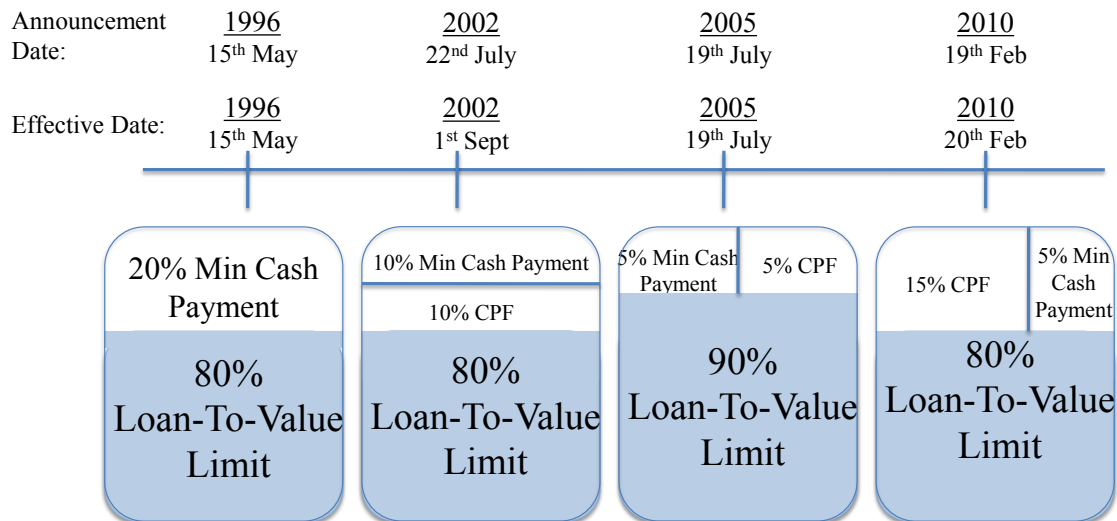 Announcement Date:
1996
15th May
2002
22nd July
2005
19th July
2010
19th Feb
Effective Date:
1996
15th May
2002
1st Sept
2005
19th July
2010
20th Feb
20% Min Cash
Payment
80%
Loan-To-Value
Limit
10% Min Cash Payment
10% CPF
80%
Loan-To-Value
Limit
5% Min Cash
Payment
5% CPF
90%
Loan-To-Value
Limit
15% CPF
5% Min
Cash
Payment
80%
Loan-To-Value
Limit